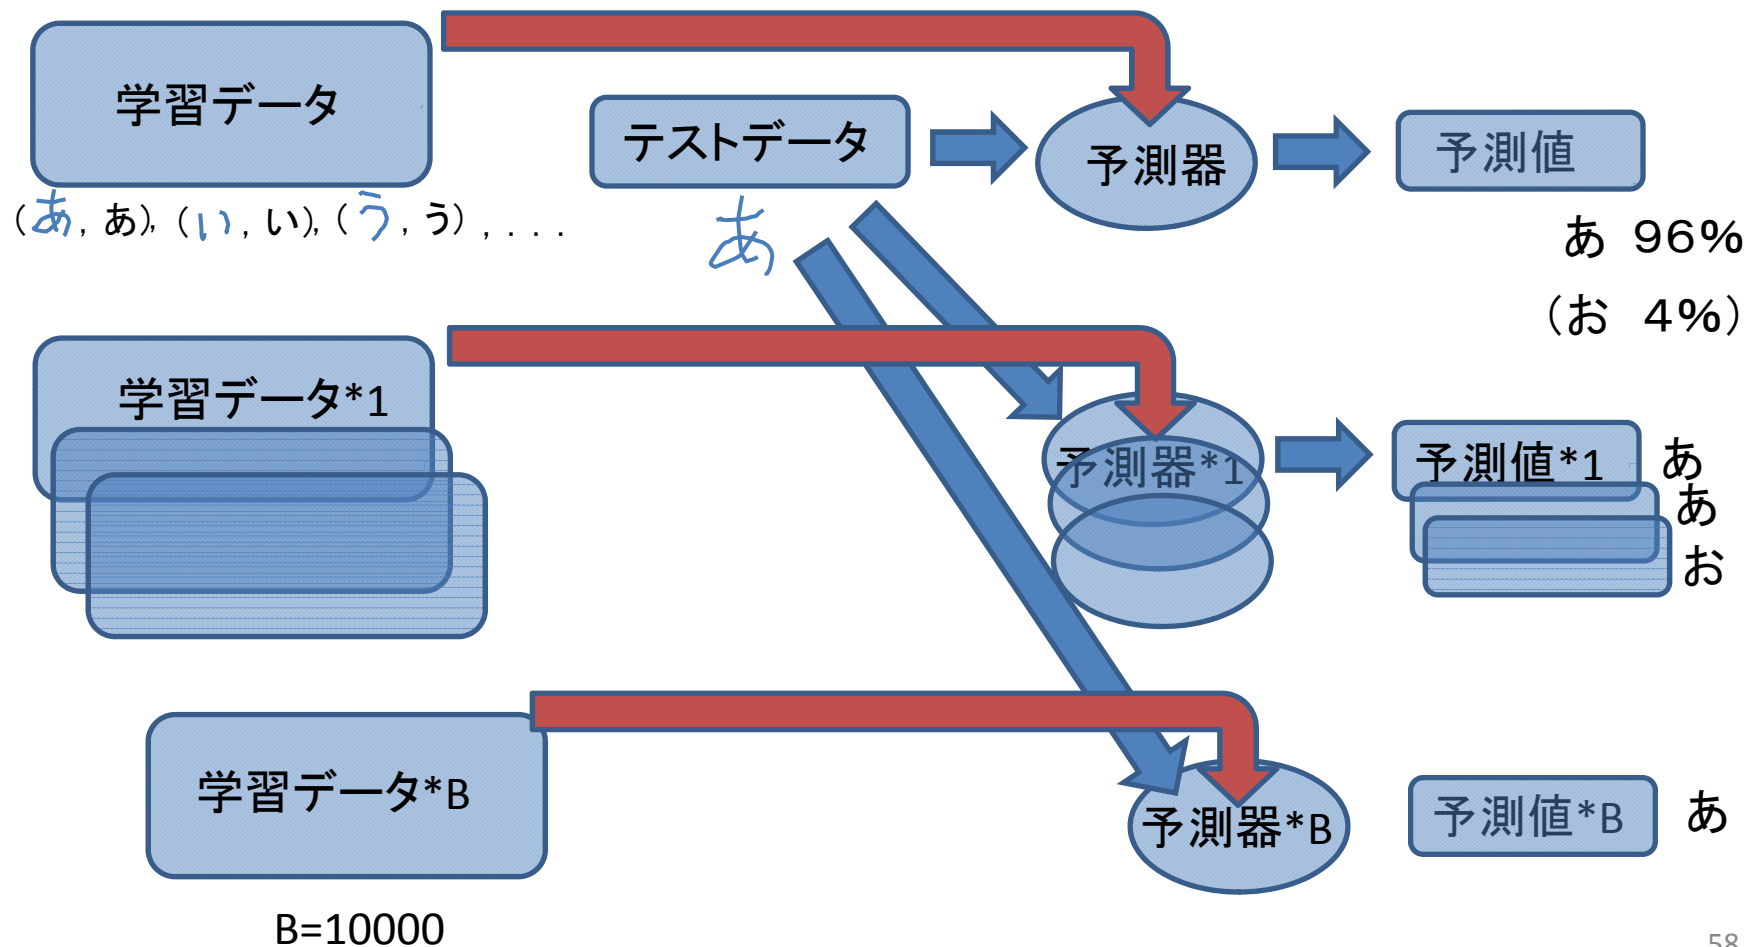 学習データ
テストデータ
予測器
予測値
(あ, あ), (い, い), (う, う), . . .
あ
あ 96%
(お 4%)
学習データ*1
予測器*1
予測値*1
あ
あ
お
学習データ*B
予測器*B
予測値*B
あ
B=10000
58